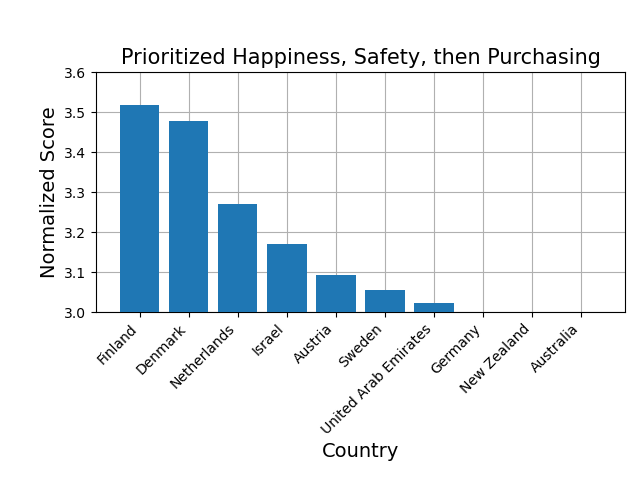 Prioritized Happiness, Safety, then Purchasing
Normalized Score
3.6
3.5
3.4
3.3
3.2
3.1
3.0
Finland
Denmark
Netherlands
Israel
Austria
Sweden
United Arab Emirates
Germany
New Zealand
Australia
Country